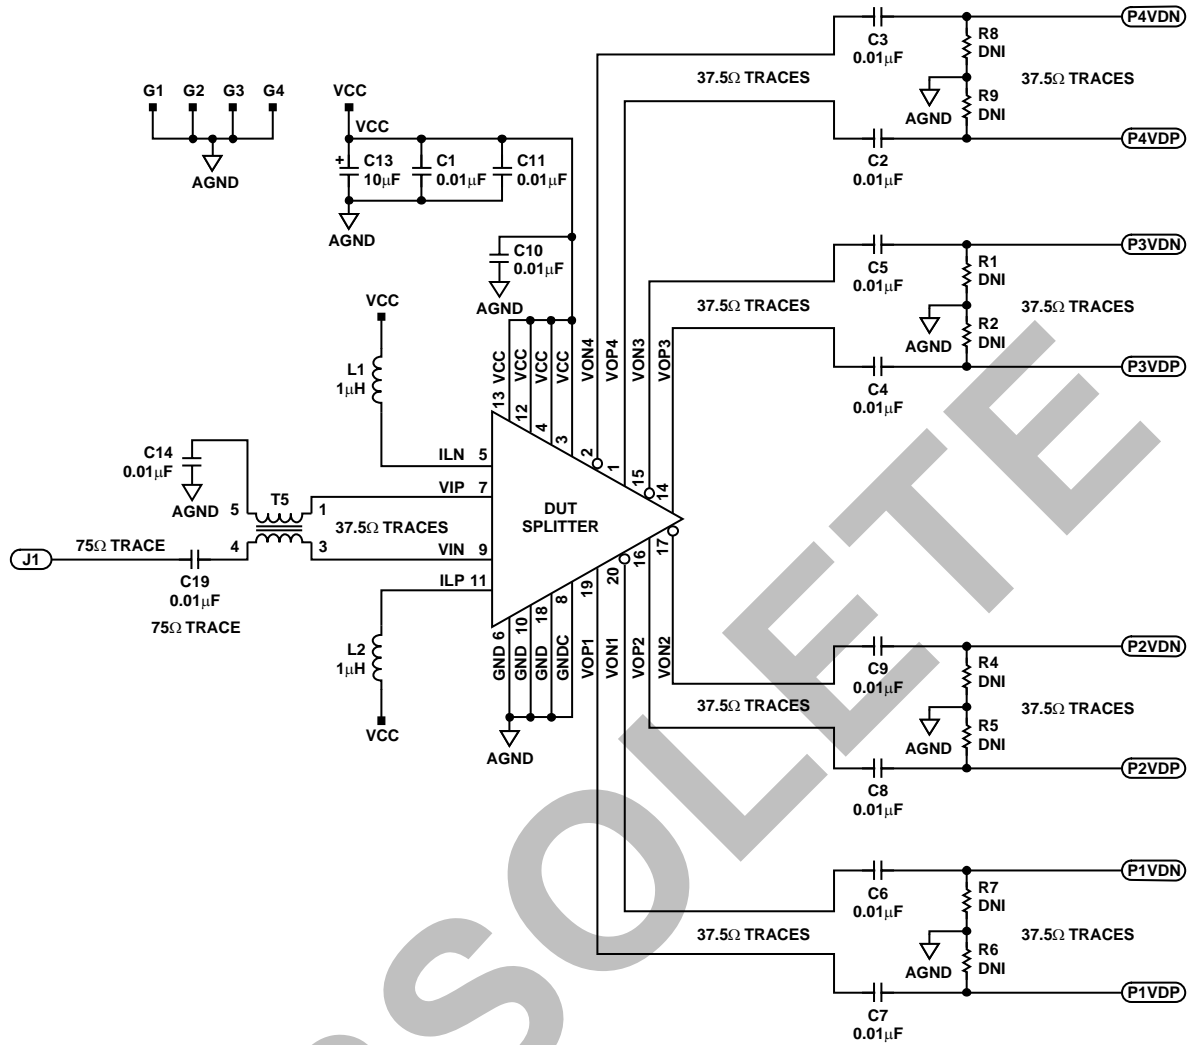 G1 G2 G3 G4
AGND
VCC
VCC
+ C13
10µF
C1
0.01µF
C11
0.01µF
AGND
C10
0.01µF
AGND
C3
0.01µF
37.5Ω TRACES
C2
0.01µF
R8
DNI
AGND
R9
DNI
37.5Ω TRACES
P4VDN
P4VDP
C5
0.01µF
37.5Ω TRACES
C4
0.01µF
R1
DNI
AGND
R2
DNI
37.5Ω TRACES
P3VDN
P3VDP
VCC
L1
1µH
13 VCC
12 VCC
4 VCC
3 VCC
2 VON4
1 VOP4
15 VON3
14 VOP3
ILN 5
VIP 7
VIN 9
ILP 11
DUT
SPLITTER
C14
0.01µF
AGND
T5
5 1
4 3
37.5Ω TRACES
J1
75Ω TRACE
C19
0.01µF
75Ω TRACE
L2
1µH
VCC
GND 6
GND 10
GND 18
GNDC 8
VOP1 19
VON1 20
VOP2 16
VON2 17
AGND
C9
0.01µF
37.5Ω TRACES
C8
0.01µF
R4
DNI
AGND
R5
DNI
37.5Ω TRACES
P2VDN
P2VDP
C6
0.01µF
37.5Ω TRACES
C7
0.01µF
R7
DNI
AGND
R6
DNI
37.5Ω TRACES
P1VDN
P1VDP
SOLETE